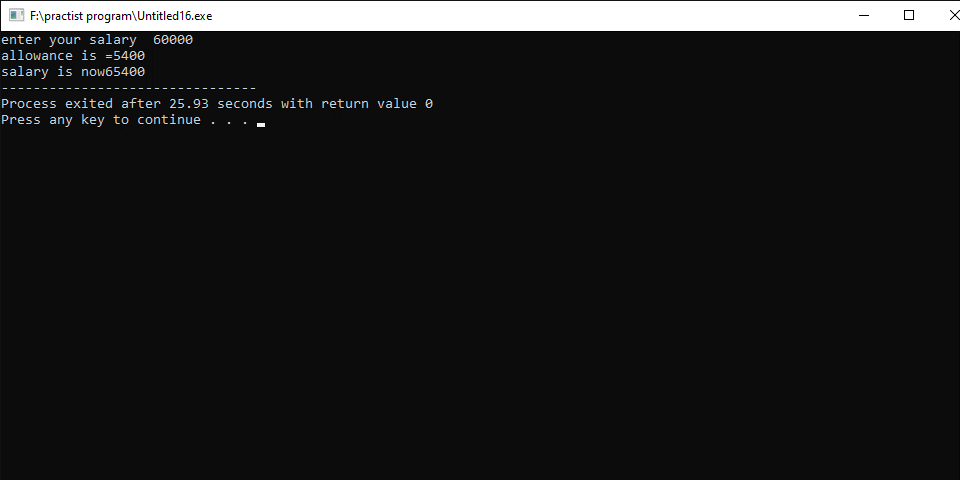 F:\practist program\Untitled16.exe
enter your salary  60000
allowance is =5400
salary is now65400
--------------------------------
Process exited after 25.93 seconds with return value 0
Press any key to continue . . .